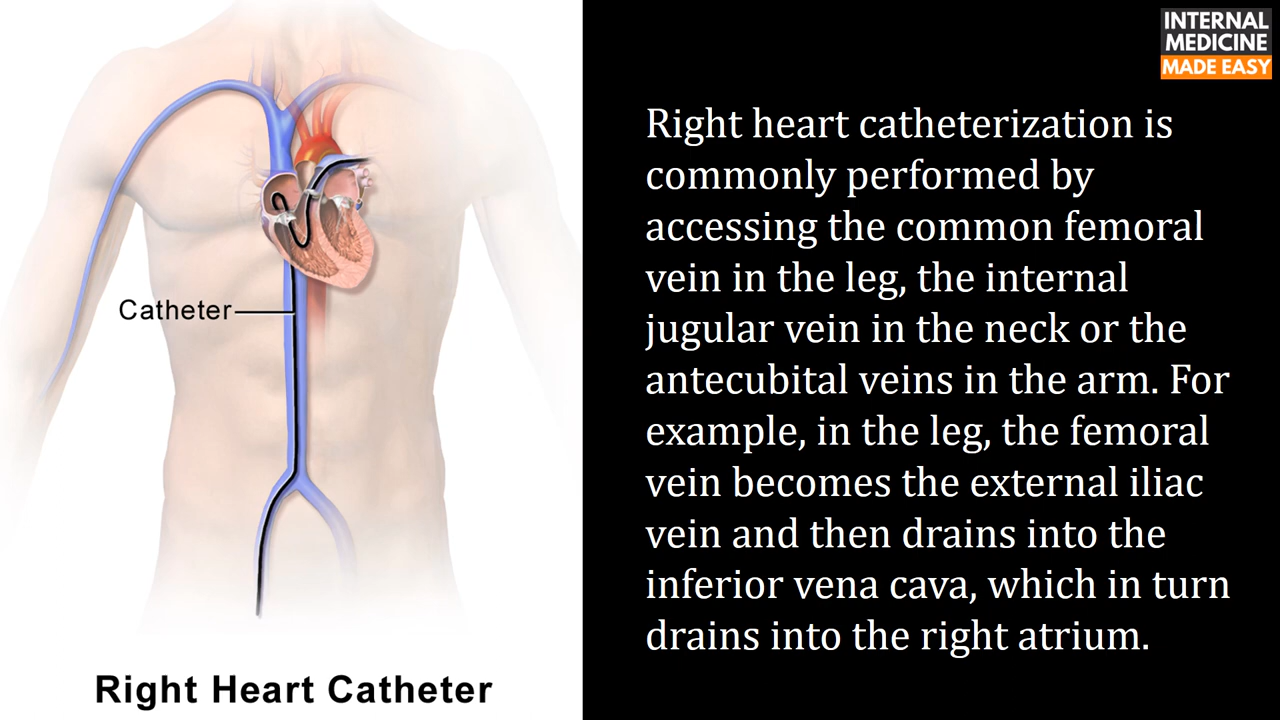 INTERNAL
MEDICINE
MADE EASY
Catheter
Right Heart Catheter
Right heart catheterization is
commonly performed by
accessing the common femoral
vein in the leg, the internal
jugular vein in the neck or the
antecubital veins in the arm. For
example, in the leg, the femoral
vein becomes the external iliac
vein and then drains into the
inferior vena cava, which in turn
drains into the right atrium.